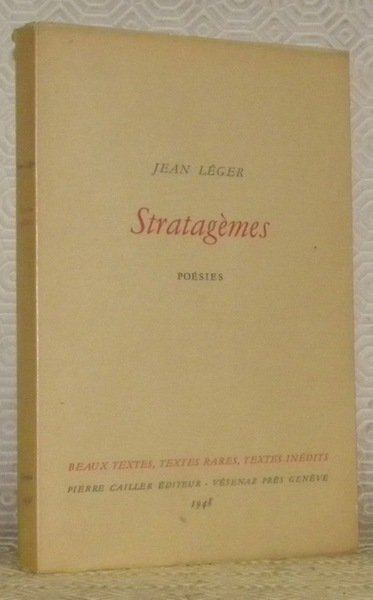 JEAN LÉGER
Stratagèmes
POÉSIES
BEAUX TEXTES, TEXTES RARES, TEXTES INÉDITS
PIERRE CAILLER ÉDITEUR · VÉSENAZ PRÈS GENÈVE
1948